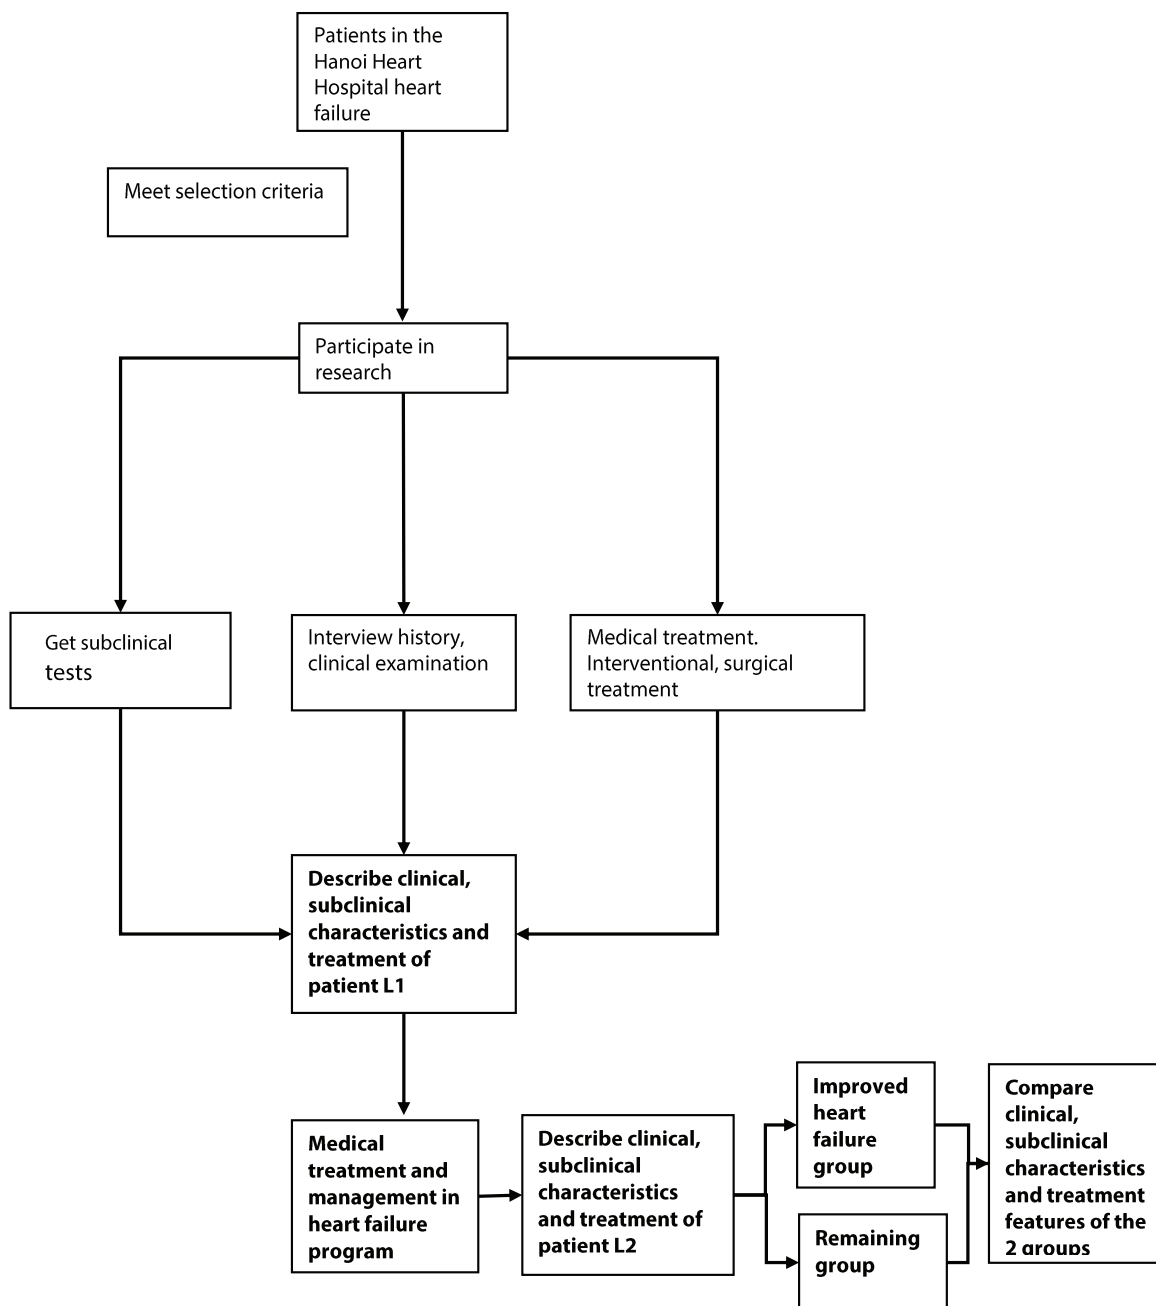 Patients in the
Hanoi Heart
Hospital heart
failure
Meet selection criteria
Participate in
research
Get subclinical
tests
Interview history,
clinical examination
Medical treatment.
Interventional, surgical
treatment
Describe clinical,
subclinical
characteristics and
treatment of
patient L1
Medical
treatment and
management in
heart failure
program
Describe clinical,
subclinical
characteristics
and treatment of
patient L2
Improved
heart
failure
group
Remaining
group
Compare
clinical,
subclinical
characteristics
and treatment
features of the
2 groups